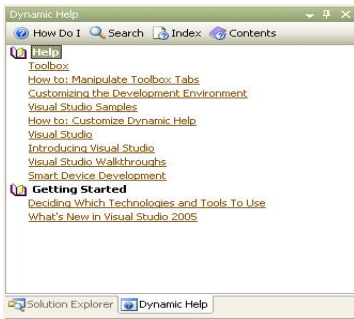 Dynamic Help
How Do I Search Index Contents
Help
Toolbox
How to: Manipulate Toolbox Tabs
Customizing the Development Environment
Visual Studio Samples
How to: Customize Dynamic Help
Visual Studio
Introducing Visual Studio
Visual Studio Walkthroughs
Smart Device Development
Getting Started
Deciding Which Technologies and Tools To Use
What's New in Visual Studio 2005
Solution Explorer Dynamic Help